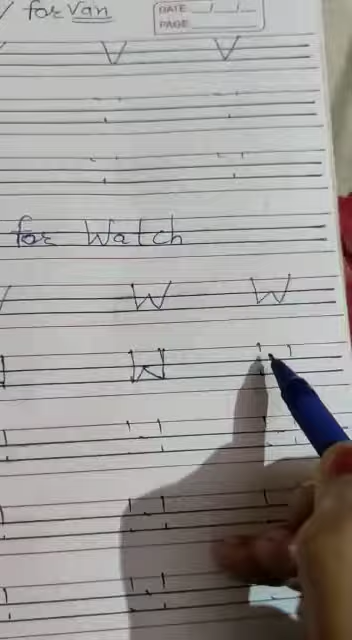 V for Van
DATE
PAGE
V V
for Watch
W W
W